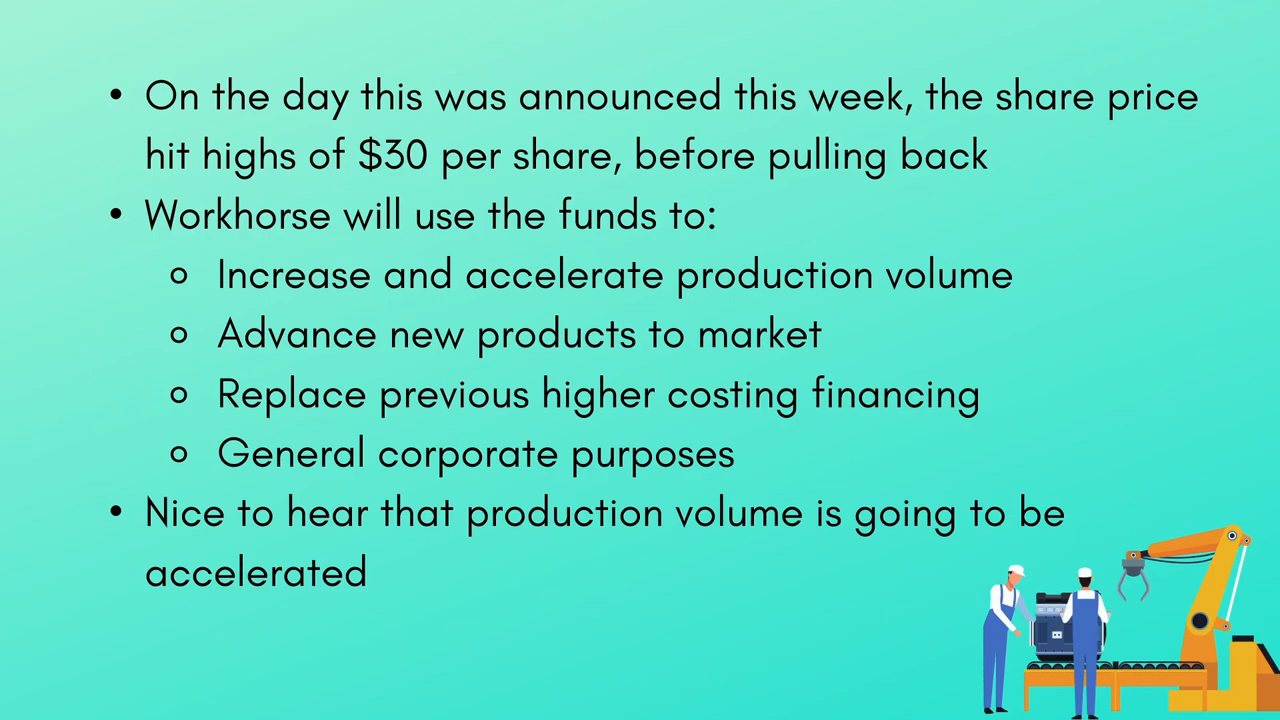 • On the day this was announced this week, the share price
hit highs of $30 per share, before pulling back
• Workhorse will use the funds to:
◦ Increase and accelerate production volume
◦ Advance new products to market
◦ Replace previous higher costing financing
◦ General corporate purposes
• Nice to hear that production volume is going to be
accelerated